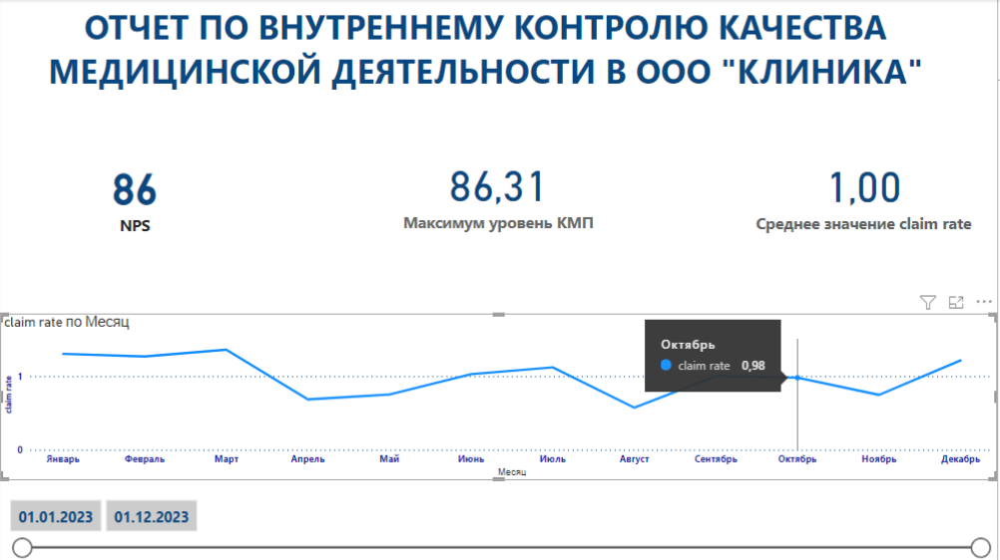 ОТЧЕТ ПО ВНУТРЕННЕМУ КОНТРОЛЮ КАЧЕСТВА
МЕДИЦИНСКОЙ ДЕЯТЕЛЬНОСТИ В ООО "КЛИНИКА"
86
NPS
86,31
Максимум уровень КМП
1,00
Среднее значение claim rate
claim rate по Месяц
Октябрь
claim rate 0,98
claim rate
1
0
Январь Февраль Март Апрель Май Июнь Июль Август Сентябрь Октябрь Ноябрь Декабрь
Месяц
01.01.2023 01.12.2023